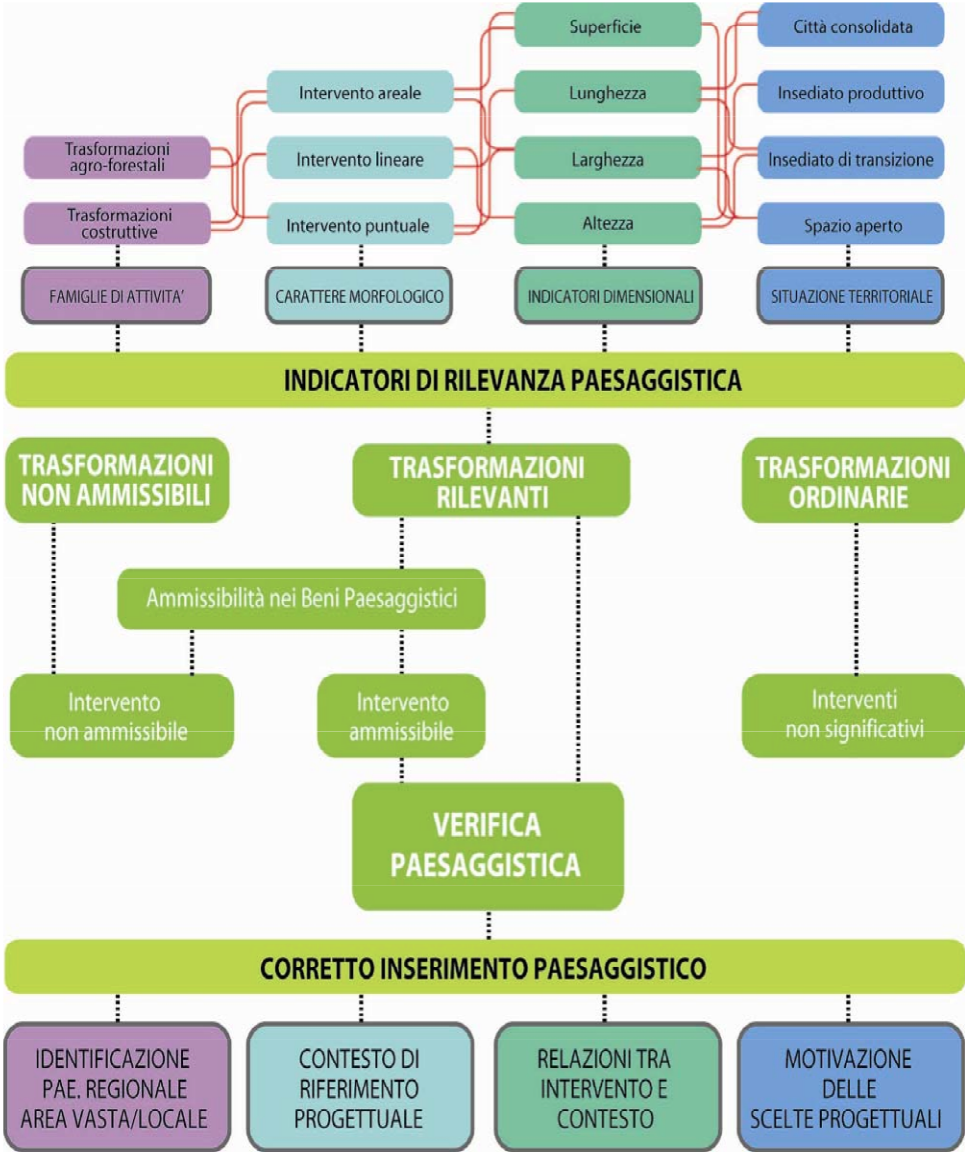 Superficie
Città consolidata
Intervento areale
Lunghezza
Insediato produttivo
Trasformazioni
agro-forestali
Intervento lineare
Larghezza
Insediato di transizione
Trasformazioni
costruttive
Intervento puntuale
Altezza
Spazio aperto
FAMIGLIE DI ATTIVITA'
CARATTERE MORFOLOGICO
INDICATORI DIMENSIONALI
SITUAZIONE TERRITORIALE
INDICATORI DI RILEVANZA PAESAGGISTICA
TRASFORMAZIONI
NON AMMISSIBILI
TRASFORMAZIONI
RILEVANTI
TRASFORMAZIONI
ORDINARIE
Ammissibilità nei Beni Paesaggistici
Intervento
non ammissibile
Intervento
ammissibile
Interventi
non significativi
VERIFICA
PAESAGGISTICA
CORRETTO INSERIMENTO PAESAGGISTICO
IDENTIFICAZIONE
PAE. REGIONALE
AREA VASTA/LOCALE
CONTESTO DI
RIFERIMENTO
PROGETTUALE
RELAZIONI TRA
INTERVENTO E
CONTESTO
MOTIVAZIONE
DELLE
SCELTE PROGETTUALI